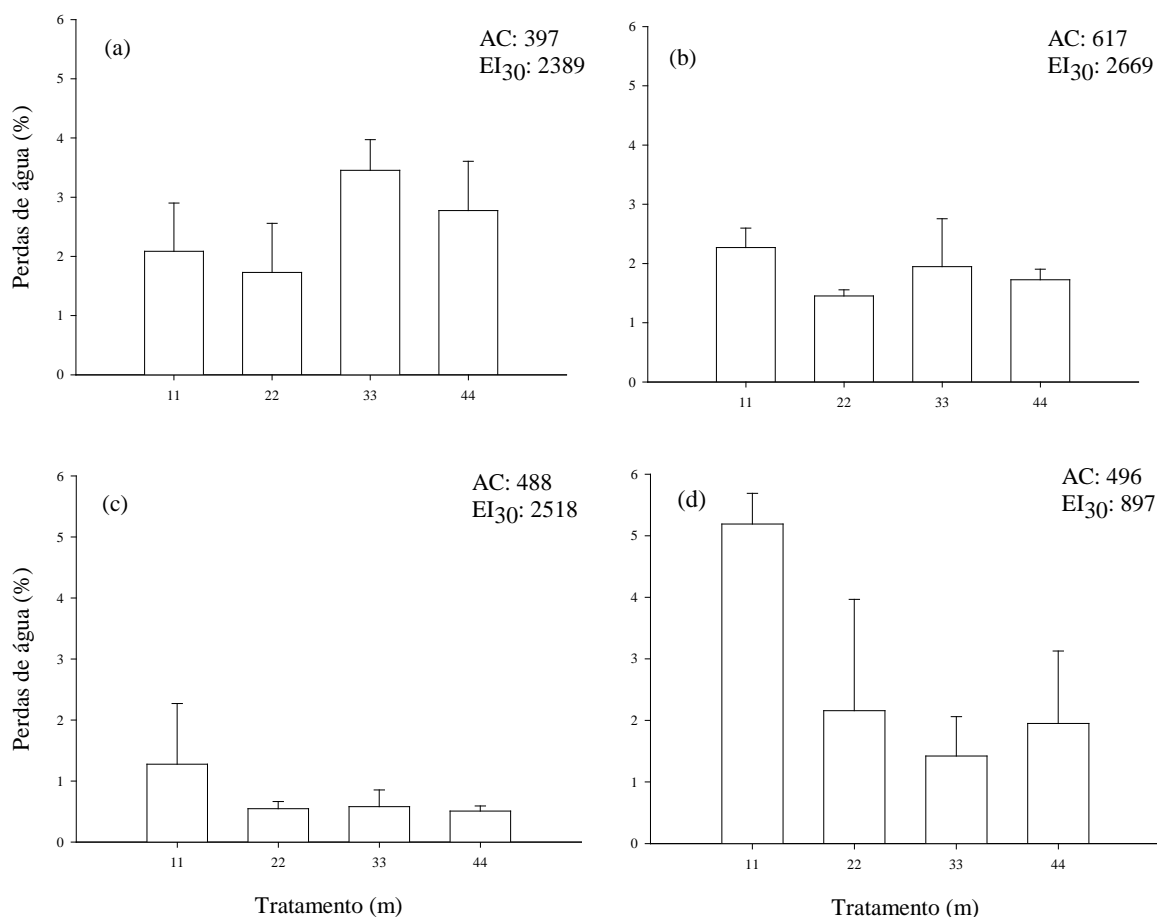 (a)
AC: 397
EI30: 2389
Perdas de água (%)
6
5
4
3
2
1
0
11 22 33 44
(b)
AC: 617
EI30: 2669
6
5
4
3
2
1
0
11 22 33 44
(c)
AC: 488
EI30: 2518
Perdas de água (%)
6
5
4
3
2
1
0
11 22 33 44
Tratamento (m)
(d)
AC: 496
EI30: 897
6
5
4
3
2
1
0
11 22 33 44
Tratamento (m)